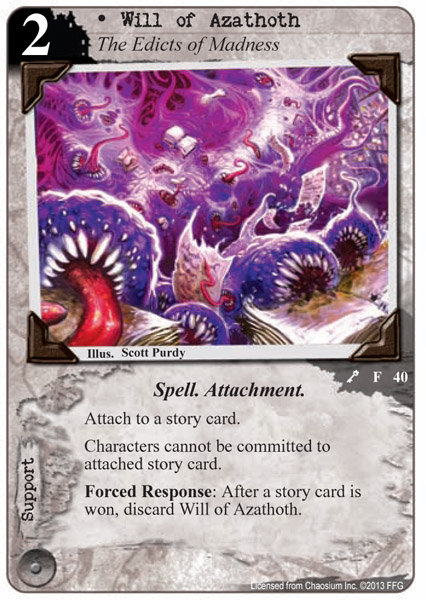 2
• Will of Azathoth
The Edicts of Madness
Illus. Scott Purdy
F 40
Spell. Attachment.
Attach to a story card.
Characters cannot be committed to
attached story card.
Forced Response: After a story card is
won, discard Will of Azathoth.
Support
Licensed from Chaosium Inc. ©2013 FFG